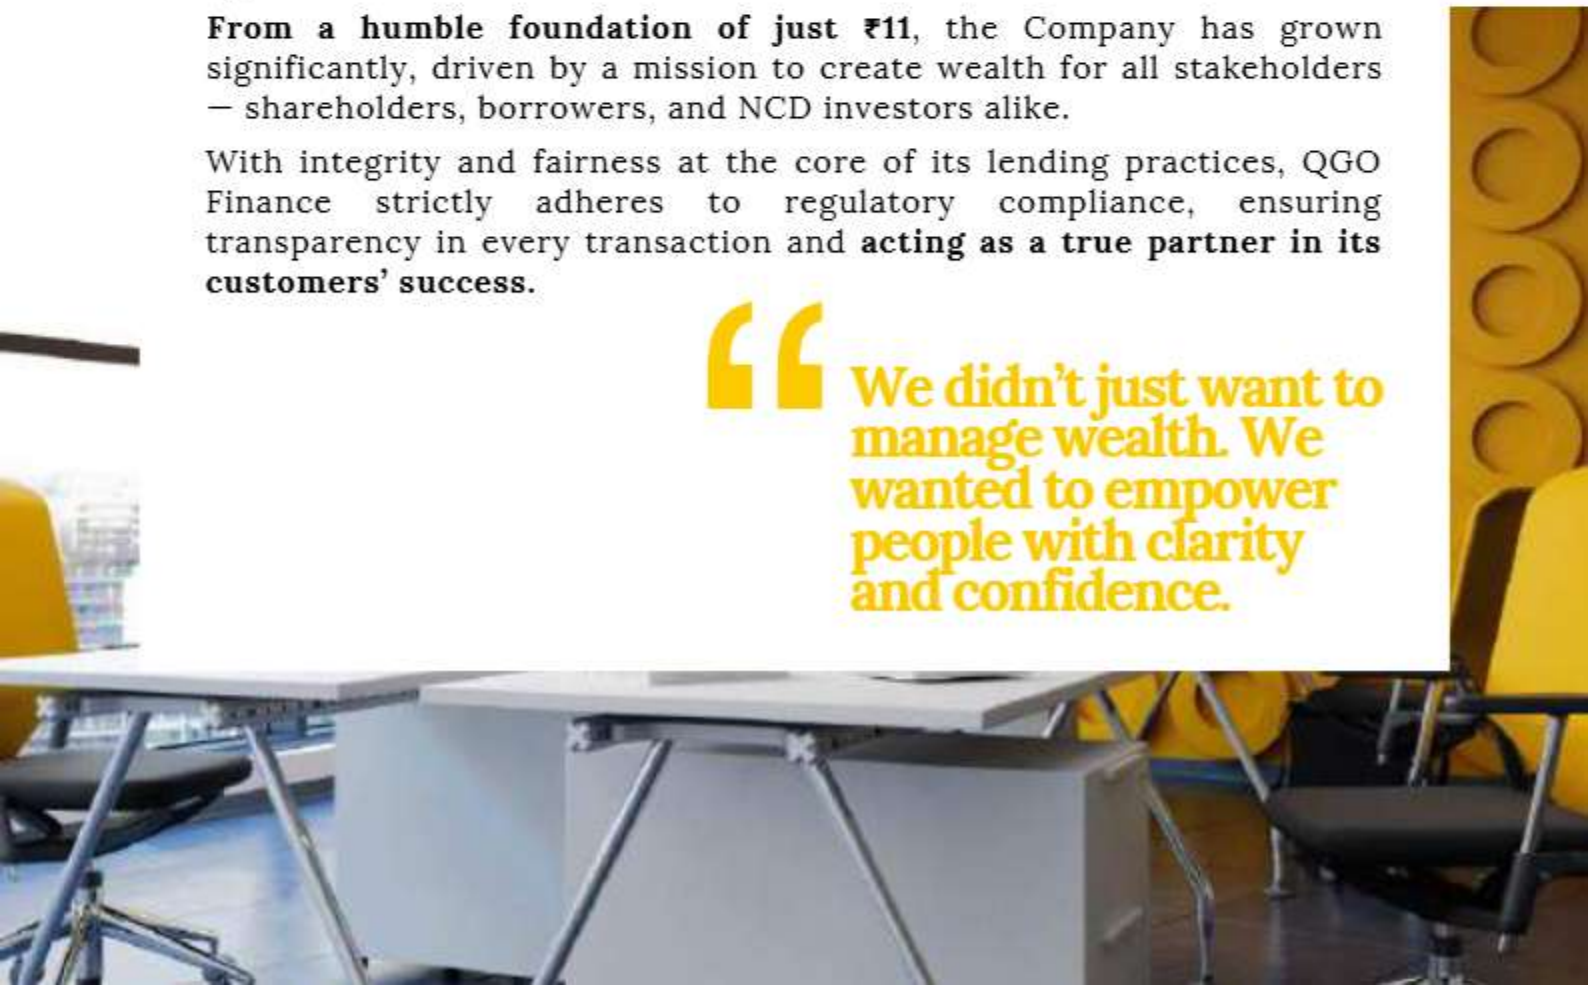 From a humble foundation of just ₹11, the Company has grown
significantly, driven by a mission to create wealth for all stakeholders
— shareholders, borrowers, and NCD investors alike.
With integrity and fairness at the core of its lending practices, QGO
Finance strictly adheres to regulatory compliance, ensuring
transparency in every transaction and acting as a true partner in its
customers’ success.
“ We didn’t just want to
manage wealth. We
wanted to empower
people with clarity
and confidence.